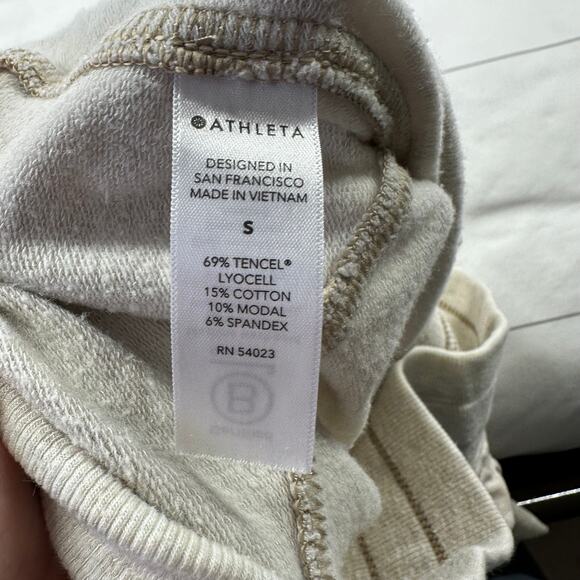 ATHLETA
DESIGNED IN
SAN FRANCISCO
MADE IN VIETNAM
S
69% TENCEL®
LYOCELL
15% COTTON
10% MODAL
6% SPANDEX
RN 54023
B